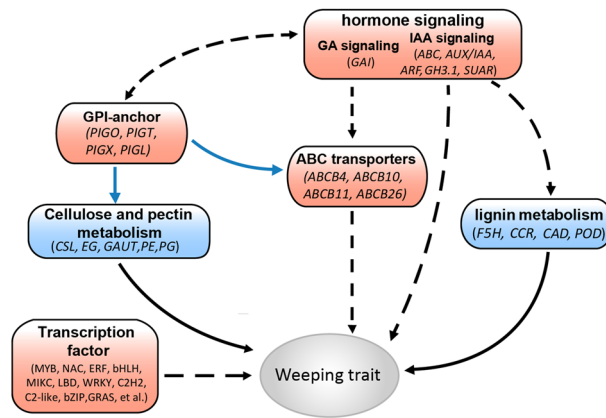 hormone signaling
GA signaling
(GAI)
IAA signaling
(ABC, AUX/IAA,
ARF,GH3.1, SUAR)
GPI-anchor
(PIGO, PIGT,
PIGX, PIGL)
ABC transporters
(ABCB4, ABCB10,
ABCB11, ABCB26)
Cellulose and pectin
metabolism
(CSL, EG, GAUT,PE,PG)
lignin metabolism
(F5H, CCR, CAD, POD)
Transcription
factor
(MYB, NAC, ERF, bHLH,
MIKC, LBD, WRKY, C2H2,
C2-like, bZIP,GRAS, et al.)
Weeping trait